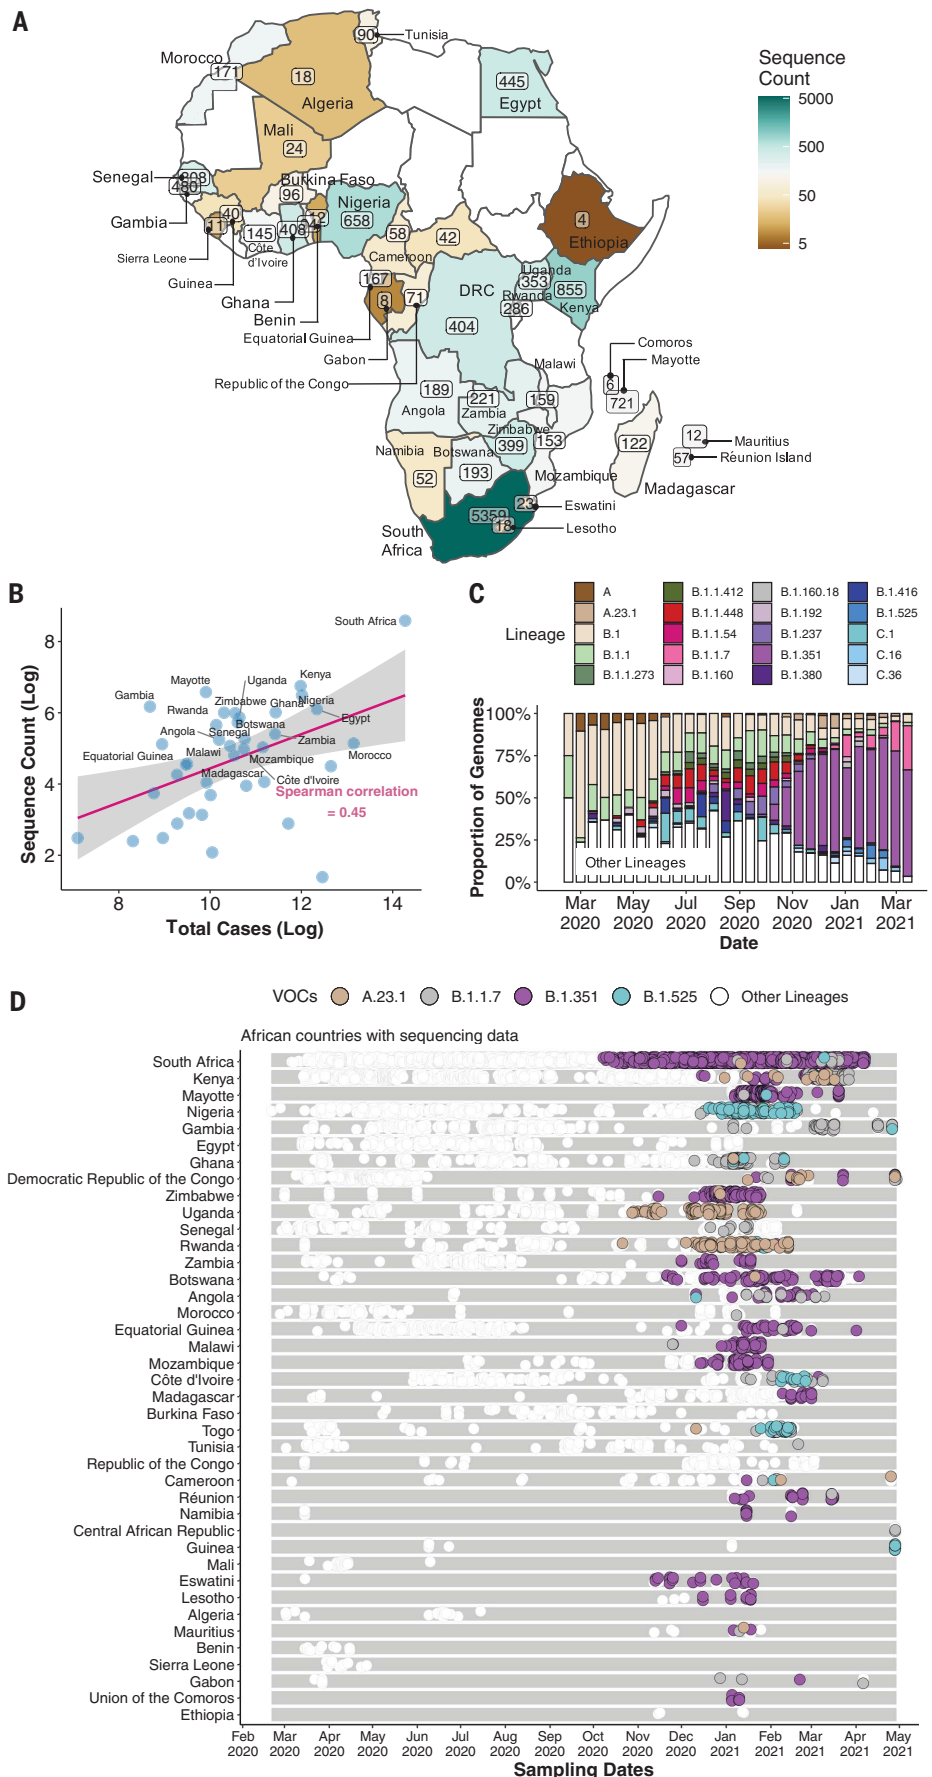 A
Sequence
Count
5000
500
50
5
Morocco
171
18
Algeria
90
Tunisia
445
Egypt
Mali
24
Senegal
480
Gambia
Burkina Faso
96
Nigeria
658
4
Ethiopia
11
40
145
408
Côte
d'Ivoire
58
42
Cameroon
Sierra Leone
Guinea
Ghana
Benin
167
8
71
Equatorial Guinea
Gabon
Republic of the Congo
DRC
404
Uganda
353
Rwanda
286
855
Kenya
Comoros
Mayotte
6
721
Malawi
189
Angola
221
Zambia
159
Zimbabwe
399
153
Mozambique
122
Madagascar
12
Mauritius
57
Réunion Island
Namibia
52
Botswana
193
23
Eswatini
5359
18
Lesotho
South
Africa
B
Sequence Count (Log)
8
6
4
2
South Africa
Mayotte
Uganda
Kenya
Gambia
Zimbabwe
Ghana
Nigeria
Rwanda
Egypt
Angola
Senegal
Botswana
Zambia
Equatorial Guinea
Malawi
Mozambique
Morocco
Madagascar
Côte d'Ivoire
Spearman correlation
= 0.45
8
10
12
14
Total Cases (Log)
C
Lineage
A
A.23.1
B.1
B.1.1
B.1.1.273
B.1.1.412
B.1.1.448
B.1.1.54
B.1.1.7
B.1.160
B.1.160.18
B.1.192
B.1.237
B.1.351
B.1.380
B.1.416
B.1.525
C.1
C.16
C.36
Proportion of Genomes
100%
75%
50%
25%
0%
Other Lineages
Mar 2020
May 2020
Jul 2020
Sep 2020
Nov 2020
Jan 2021
Mar 2021
Date
D
VOCs
A.23.1
B.1.1.7
B.1.351
B.1.525
Other Lineages
African countries with sequencing data
South Africa
Kenya
Mayotte
Nigeria
Gambia
Egypt
Ghana
Democratic Republic of the Congo
Zimbabwe
Uganda
Senegal
Rwanda
Zambia
Botswana
Angola
Morocco
Equatorial Guinea
Malawi
Mozambique
Côte d'Ivoire
Madagascar
Burkina Faso
Togo
Tunisia
Republic of the Congo
Cameroon
Réunion
Namibia
Central African Republic
Guinea
Mali
Eswatini
Lesotho
Algeria
Mauritius
Benin
Sierra Leone
Gabon
Union of the Comoros
Ethiopia
Feb 2020
Mar 2020
Apr 2020
May 2020
Jun 2020
Jul 2020
Aug 2020
Sep 2020
Oct 2020
Nov 2020
Dec 2020
Jan 2021
Feb 2021
Mar 2021
Apr 2021
May 2021
Sampling Dates